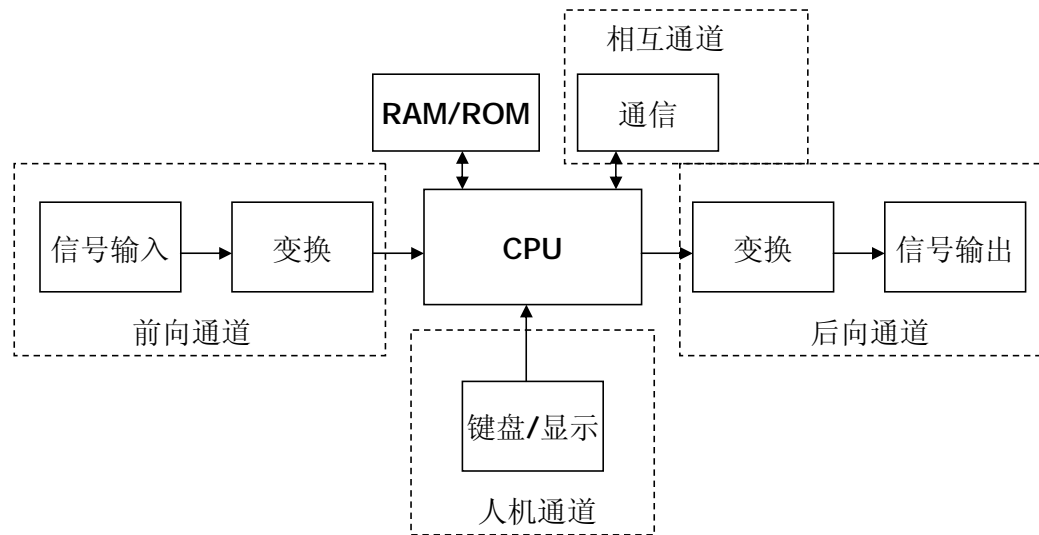 相互通道
RAM/ROM
通信
信号输入
变换
CPU
变换
信号输出
前向通道
后向通道
键盘/显示
人机通道